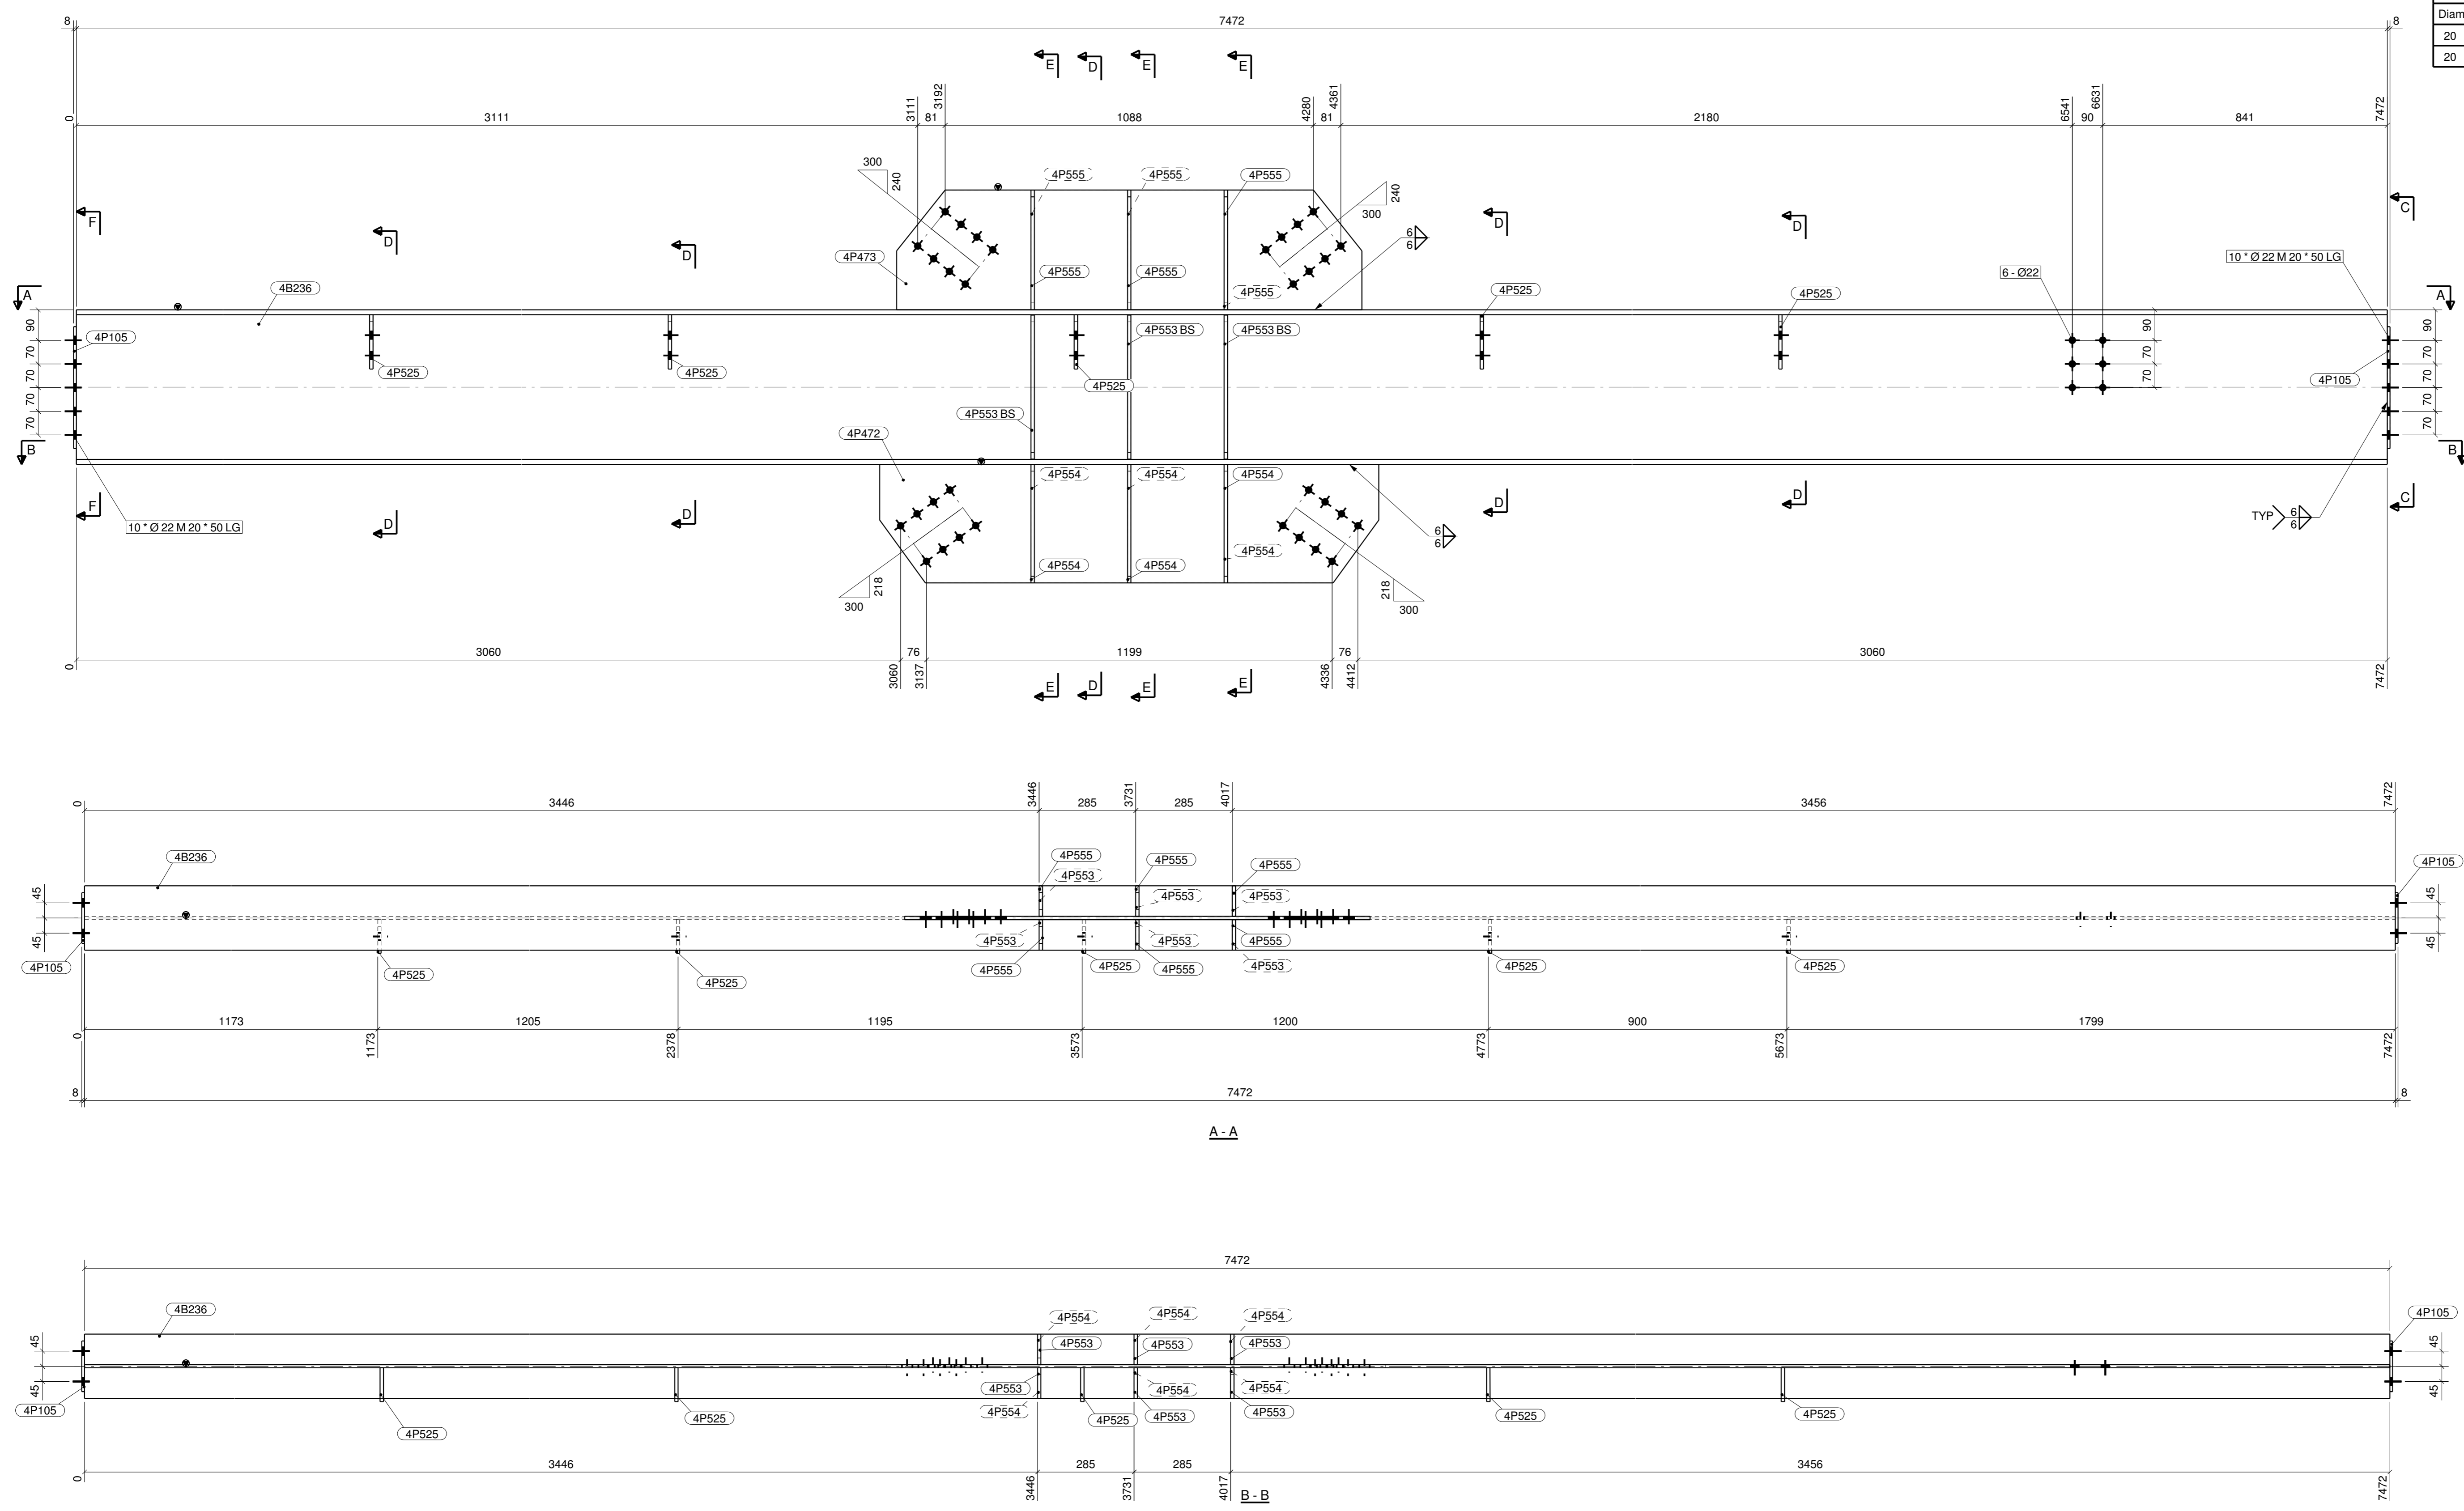 8 7472 8
Diam
20
20
E D E E
0 3111 3111 81 3192 1088 4280 81 4361 2180 6541 90 6631 841 7472
300 240 4P555 4P555 4P555 240 300
F D D D D C
6 6
4P473 4P555 4P555 6 - Ø22 10 * Ø 22 M 20 * 50 LG
A 4B236 4P555 4P525 4P525 A
90 4P105 4P553 BS 4P553 BS 90 90
70 70 70
70 4P525 4P525 4P525 70 4P105 70
70 70
70 4P553 BS 70
B 4P472 B
4P554 4P554 4P554
F D D D D C
10 * Ø 22 M 20 * 50 LG TYP 6 6
6 6
4P554 4P554 4P554
300 218 218 300
0 3060 3060 76 3137 1199 4336 76 4412 3060 7472
E D E E
0 3446 3446 285 3731 285 4017 3456 7472
4B236 4P555 4P555 4P555 4P105
4P553 4P553 4P553
45 45
45 45
4P105 4P525 4P525 4P553 4P553 4P555 4P525 4P525
4P555 4P525 4P555 4P553
0 1173 1173 1205 2378 1195 3573 1200 4773 900 5673 1799 7472
8 7472 8
A - A
7472
4B236 4P554 4P554 4P554 4P105
4P553 4P553 4P553
45 45
45 45
4P105 4P525 4P525 4P553 4P554 4P554 4P525 4P525
4P554 4P525 4P553 4P553
0 3446 3446 285 3731 285 4017 3456 7472
B - B